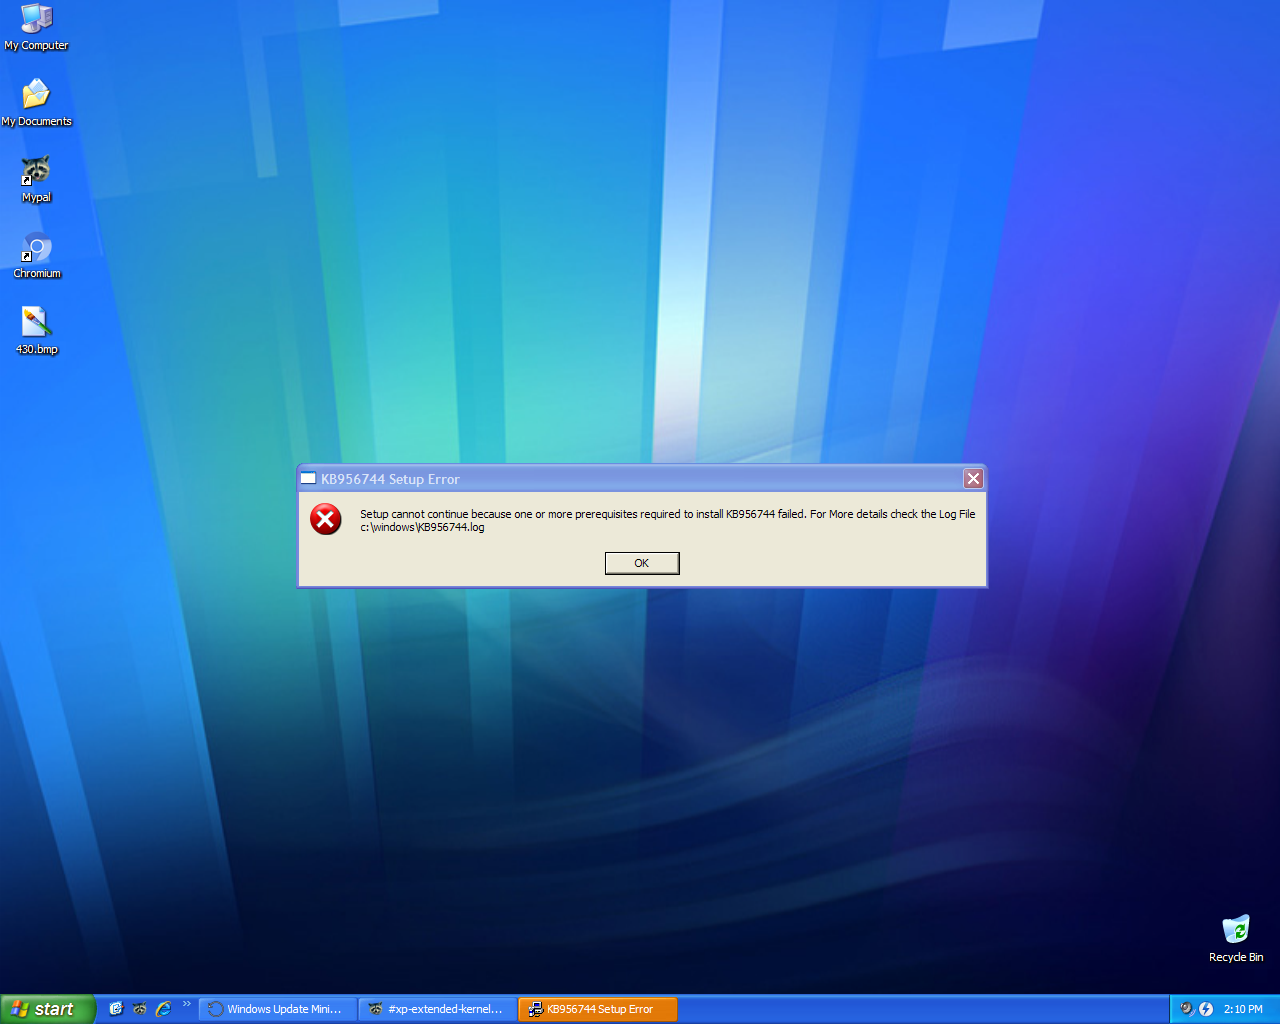 My Computer
My Documents
Mypal
Chromium
430.bmp
KB956744 Setup Error
Setup cannot continue because one or more prerequisites required to install KB956744 failed. For More details check the Log File
c:\windows\KB956744.log
OK
Recycle Bin
start
Windows Update Mini...
#xp-extended-kernel...
KB956744 Setup Error
2:10 PM